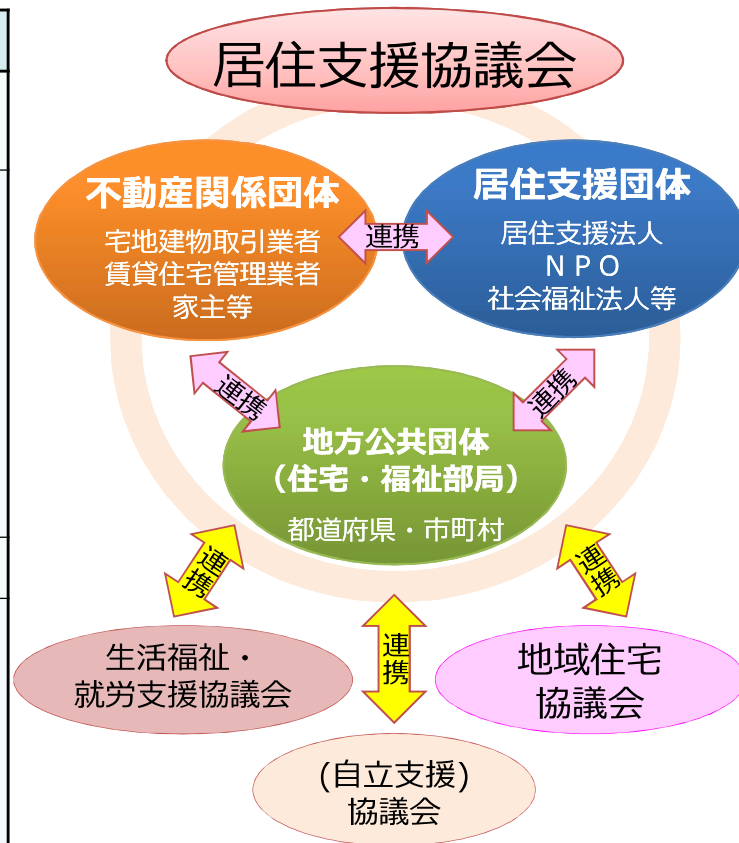 居住支援協議会
不動産関係団体
宅地建物取引業者
賃貸住宅管理業者
家主等
連携
居住支援団体
居住支援法人
ＮＰＯ
社会福祉法人等
連携
連携
地方公共団体
（住宅・福祉部局）
都道府県・市町村
連携
連携
連携
生活福祉・
就労支援協議会
地域住宅
協議会
(自立支援)
協議会